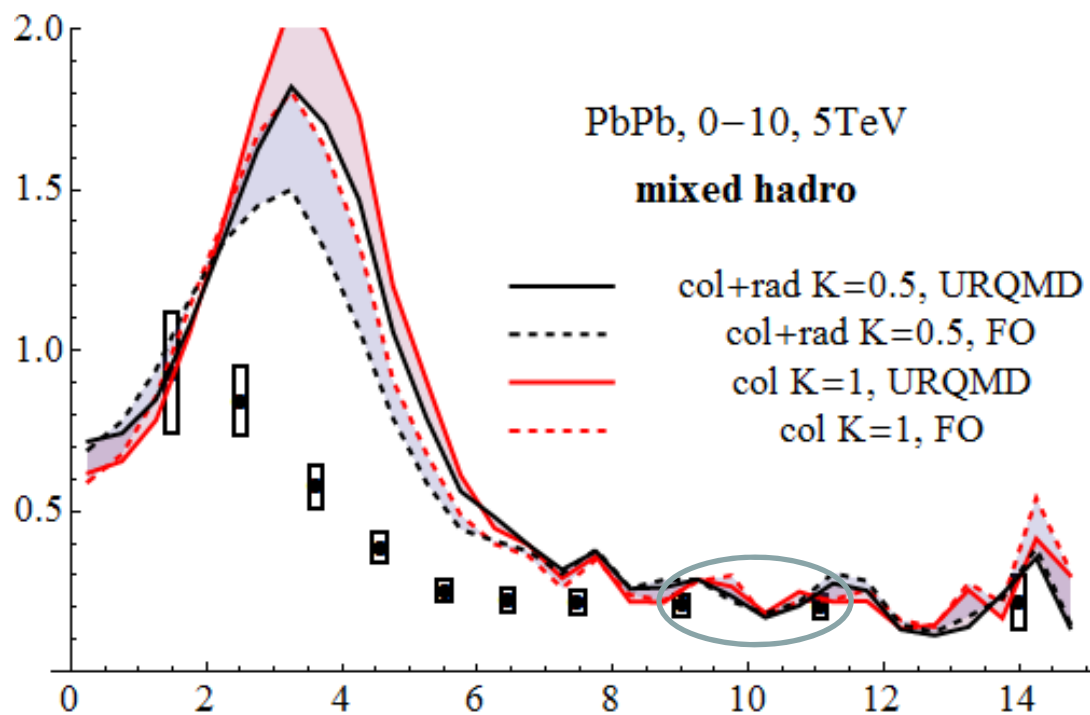 2.0
1.5
1.0
0.5
PbPb, 0−10, 5TeV
mixed hadro
col+rad K=0.5, URQMD
col+rad K=0.5, FO
col K=1, URQMD
col K=1, FO
0 2 4 6 8 10 12 14